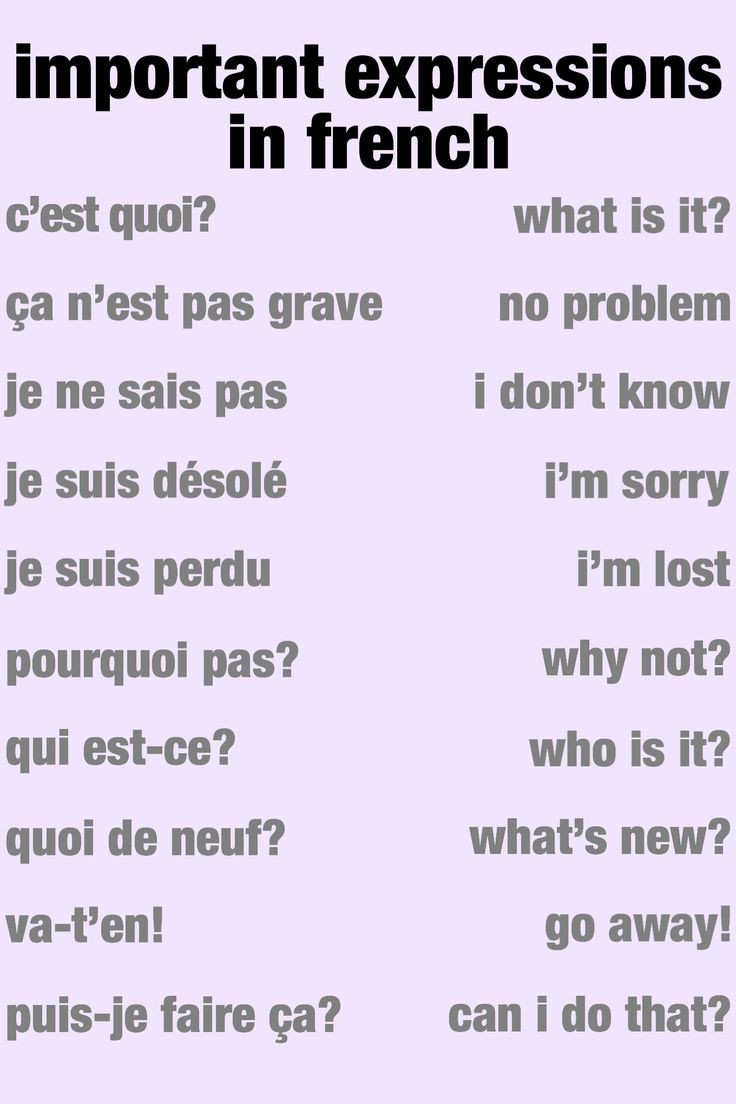 important expressions
in french
c’est quoi? what is it?
ça n’est pas grave no problem
je ne sais pas i don’t know
je suis désolé i’m sorry
je suis perdu i’m lost
pourquoi pas? why not?
qui est-ce? who is it?
quoi de neuf? what’s new?
va-t’en! go away!
puis-je faire ça? can i do that?